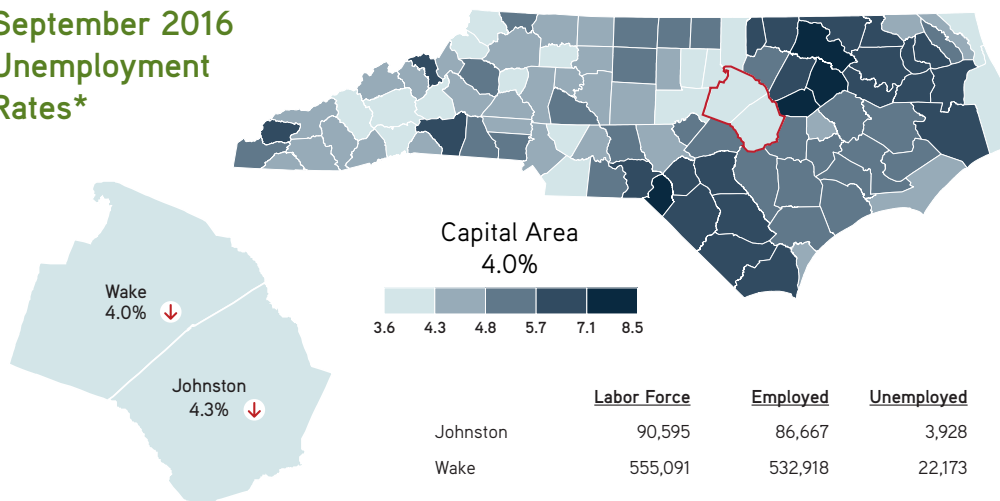 September 2016
Unemployment
Rates*
Capital Area
4.0%
3.6 4.3 4.8 5.7 7.1 8.5
Wake
4.0%
Johnston
4.3%
Labor Force Employed Unemployed
Johnston 90,595 86,667 3,928
Wake 555,091 532,918 22,173